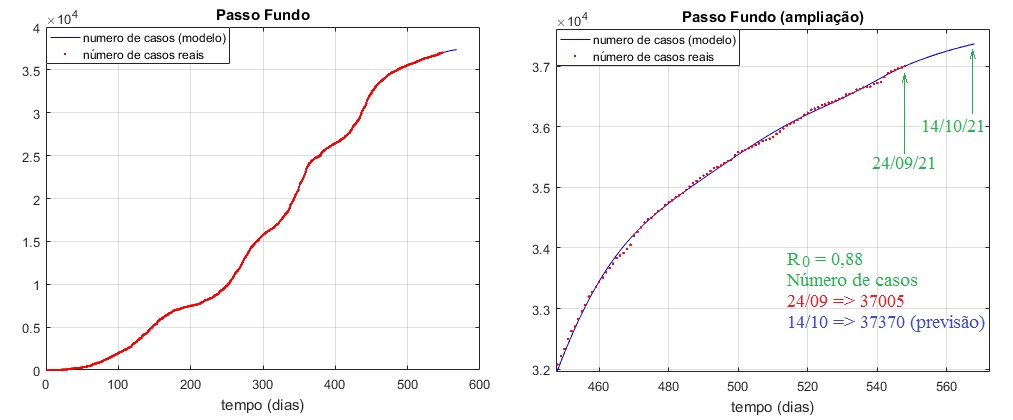 Passo Fundo
×10⁴
numero de casos (modelo)
número de casos reais
4
3.5
3
2.5
2
1.5
1
0.5
0
0 100 200 300 400 500 600
tempo (dias)
Passo Fundo (ampliação)
×10⁴
numero de casos (modelo)
número de casos reais
3.7
3.6
3.5
3.4
3.3
3.2
14/10/21
24/09/21
R0 = 0,88
Número de casos
24/09 => 37005
14/10 => 37370 (previsão)
460 480 500 520 540 560
tempo (dias)